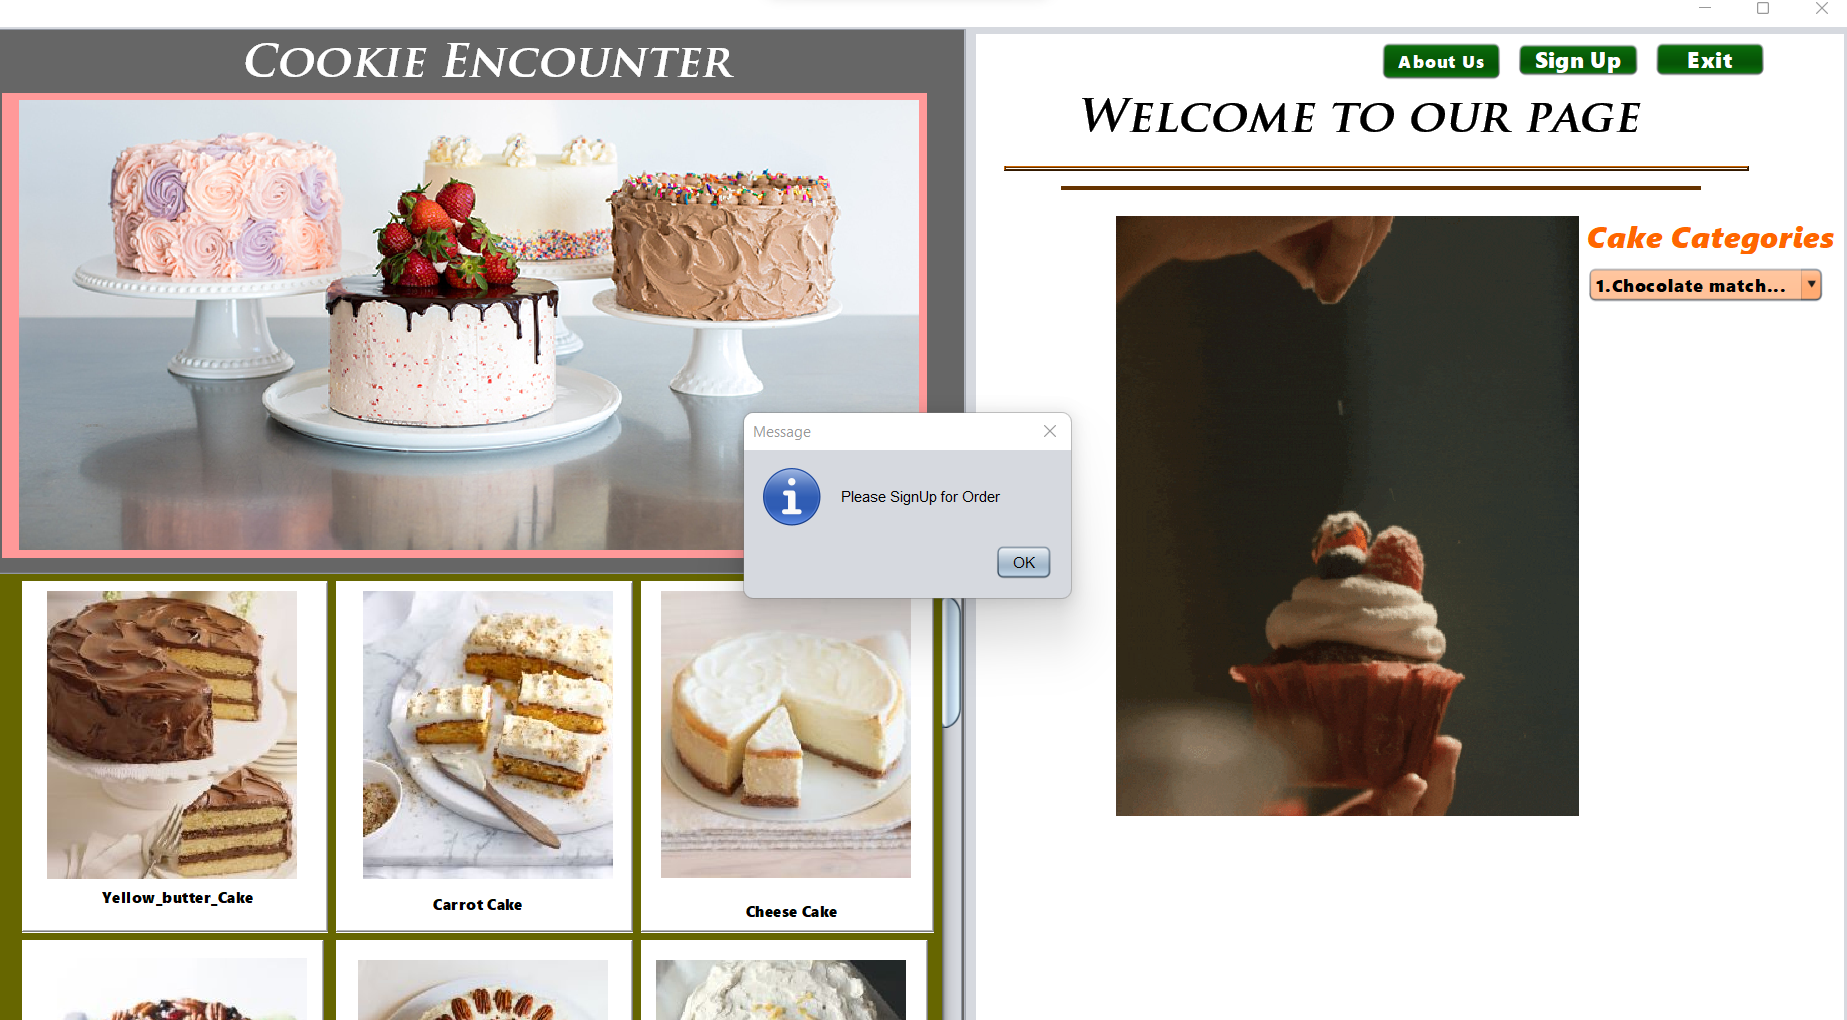 COOKIE ENCOUNTER
About Us
Sign Up
Exit
WELCOME TO OUR PAGE
Cake Categories
1.Chocolate match...
Message
Please SignUp for Order
OK
Yellow_butter_Cake
Carrot Cake
Cheese Cake